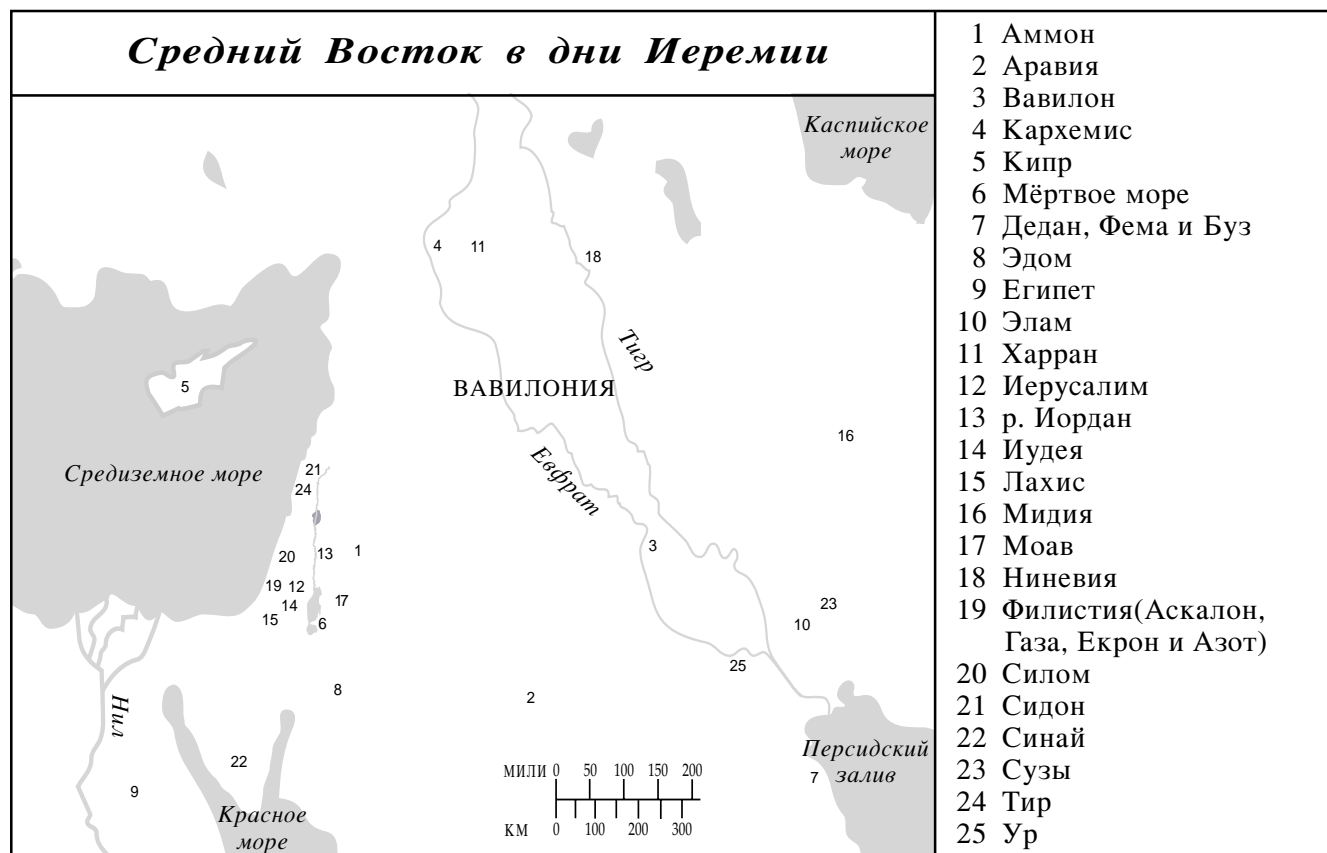 Средний Восток в дни Иеремии
Каспийское
море
4
11
18
Тигр
5
ВАВИЛОНИЯ
16
Средиземное море
21
24
Евфрат
20
13
1
3
19
12
14
17
15
6
23
10
25
8
2
Нил
22
9
Красное
море
МИЛИ 0 50 100 150 200
КМ 0 100 200 300
Персидский
7 залив
1 Аммон
2 Аравия
3 Вавилон
4 Кархемис
5 Кипр
6 Мёртвое море
7 Дедан, Фема и Буз
8 Эдом
9 Египет
10 Элам
11 Харран
12 Иерусалим
13 р. Иордан
14 Иудея
15 Лахис
16 Мидия
17 Моав
18 Ниневия
19 Филистия(Аскалон,
Газа, Екрон и Азот)
20 Силом
21 Сидон
22 Синай
23 Сузы
24 Тир
25 Ур